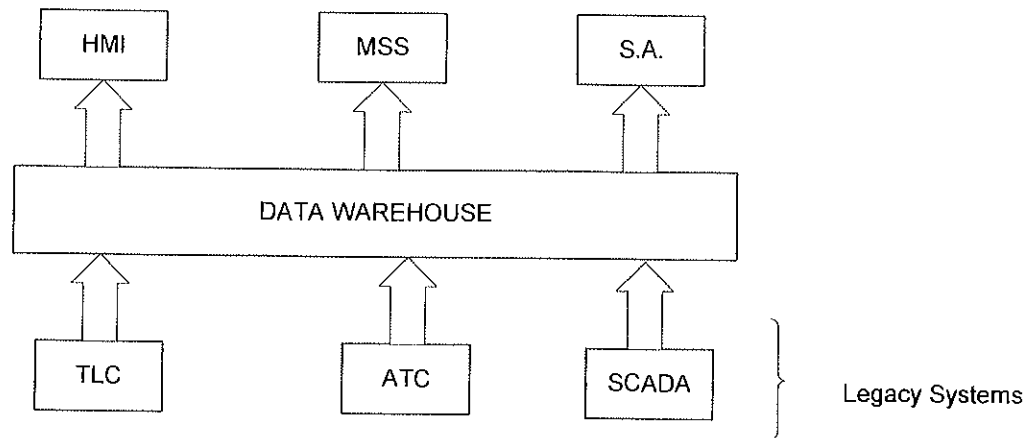 HMI
MSS
S.A.
DATA WAREHOUSE
TLC
ATC
SCADA
Legacy Systems